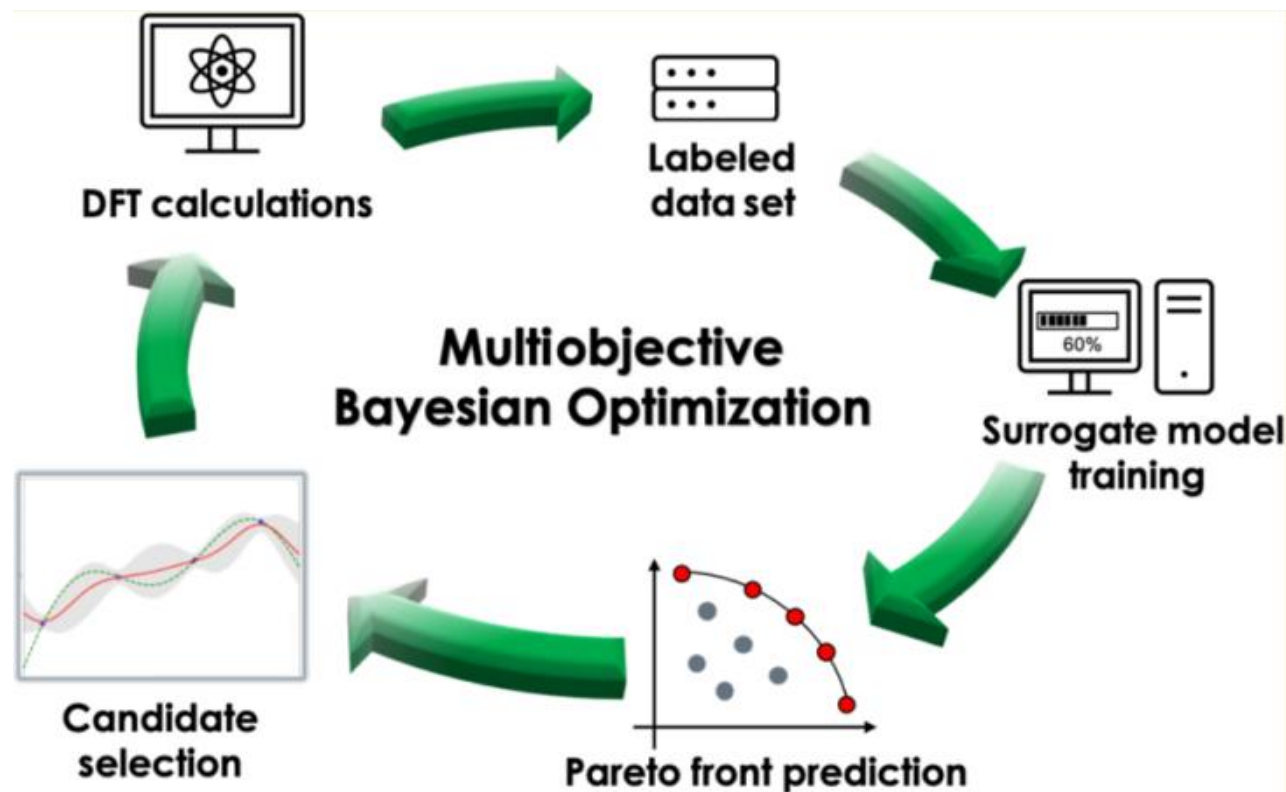 DFT calculations
Labeled
data set
60%
Multiobjective
Bayesian Optimization
Surrogate model
training
Candidate
selection
Pareto front prediction